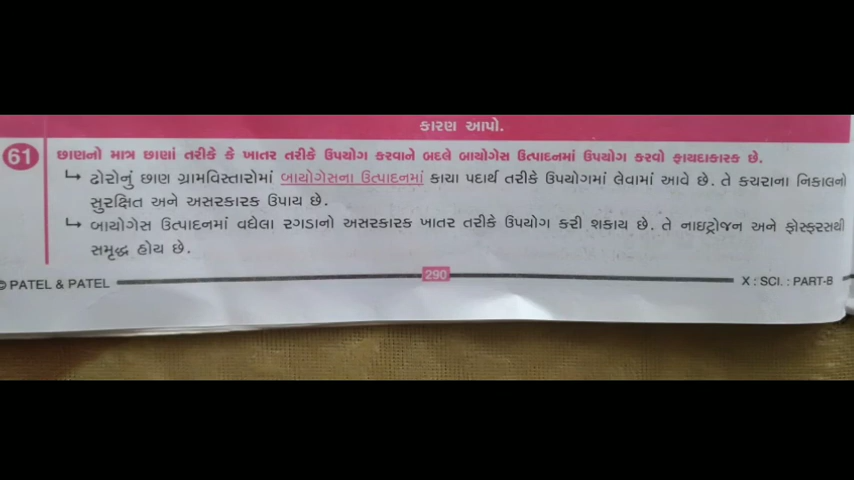 કારણ આપો.
61 છાણનો માત્ર છાણાં તરીકે કે ખાતર તરીકે ઉપયોગ કરવાને બદલે બાયોગેસ ઉત્પાદનમાં ઉપયોગ કરવો ફાયદાકારક છે.
↳ ઢોરોનું છાણ ગ્રામવિસ્તારોમાં બાયોગેસના ઉત્પાદનમાં કાચા પદાર્થ તરીકે ઉપયોગમાં લેવામાં આવે છે. તે કચરાના નિકાલનો
સુરક્ષિત અને અસરકારક ઉપાય છે.
↳ બાયોગેસ ઉત્પાદનમાં વધેલા રગડાનો અસરકારક ખાતર તરીકે ઉપયોગ કરી શકાય છે. તે નાઇટ્રોજન અને ફોસ્ફરસથી
સમૃદ્ધ હોય છે.
© PATEL & PATEL 290 X : SCI. : PART-B